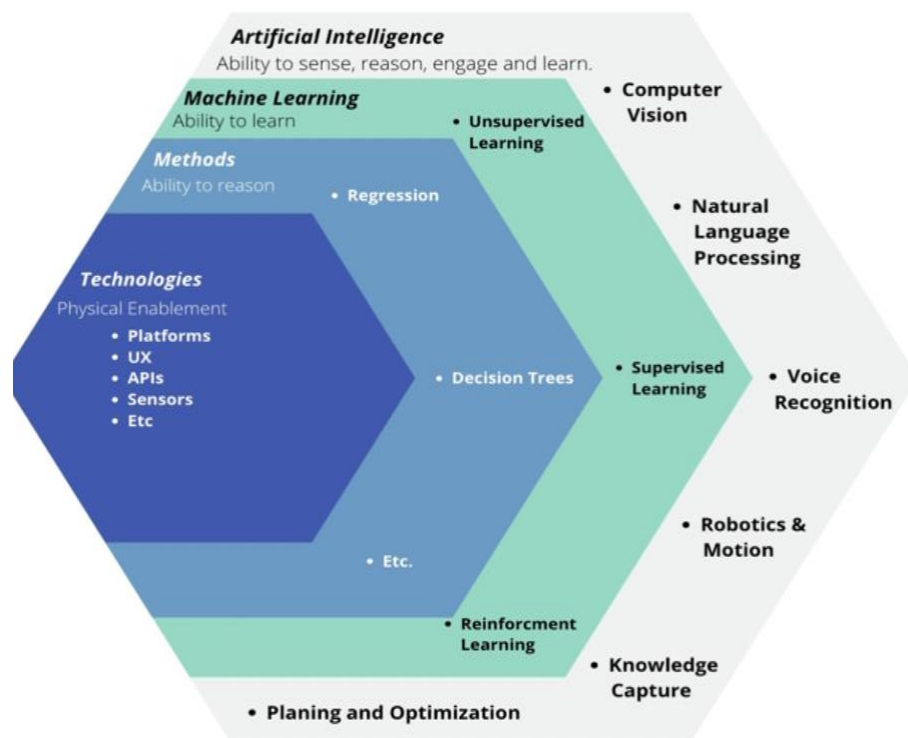 Artificial Intelligence
Ability to sense, reason, engage and learn.
Machine Learning
Ability to learn
Methods
Ability to reason
Technologies
Physical Enablement
• Platforms
• UX
• APIs
• Sensors
• Etc
• Regression
• Decision Trees
• Etc.
• Unsupervised
Learning
• Supervised
Learning
• Reinforcment
Learning
• Computer
Vision
• Natural
Language
Processing
• Voice
Recognition
• Robotics &
Motion
• Knowledge
Capture
• Planing and Optimization